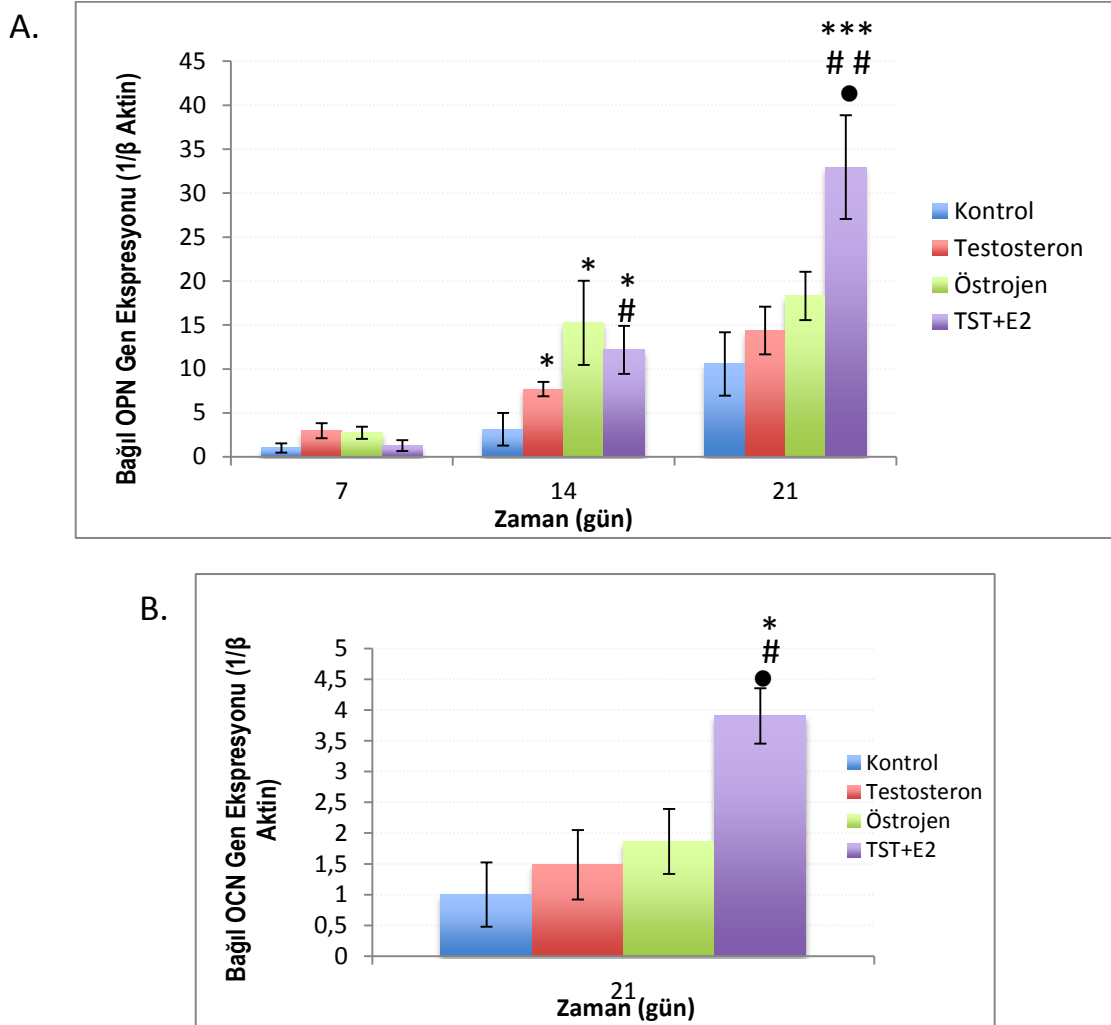 A.
Bağıl OPN Gen Ekspresyonu (1/β Aktin)
45
40
35
30
25
20
15
10
5
0
*
*
*
#
***
# #
●
7
14
21
Zaman (gün)
Kontrol
Testosteron
Östrojen
TST+E2
B.
Bağıl OCN Gen Ekspresyonu (1/β
Aktin)
5
4,5
4
3,5
3
2,5
2
1,5
1
0,5
0
*
#
●
21
Zaman (gün)
Kontrol
Testosteron
Östrojen
TST+E2